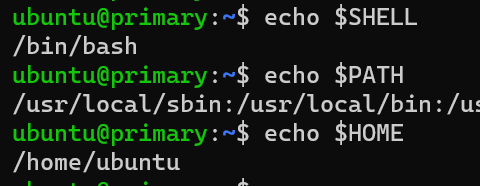 ubuntu@primary:~$ echo $SHELL
/bin/bash
ubuntu@primary:~$ echo $PATH
/usr/local/sbin:/usr/local/bin:/us
ubuntu@primary:~$ echo $HOME
/home/ubuntu